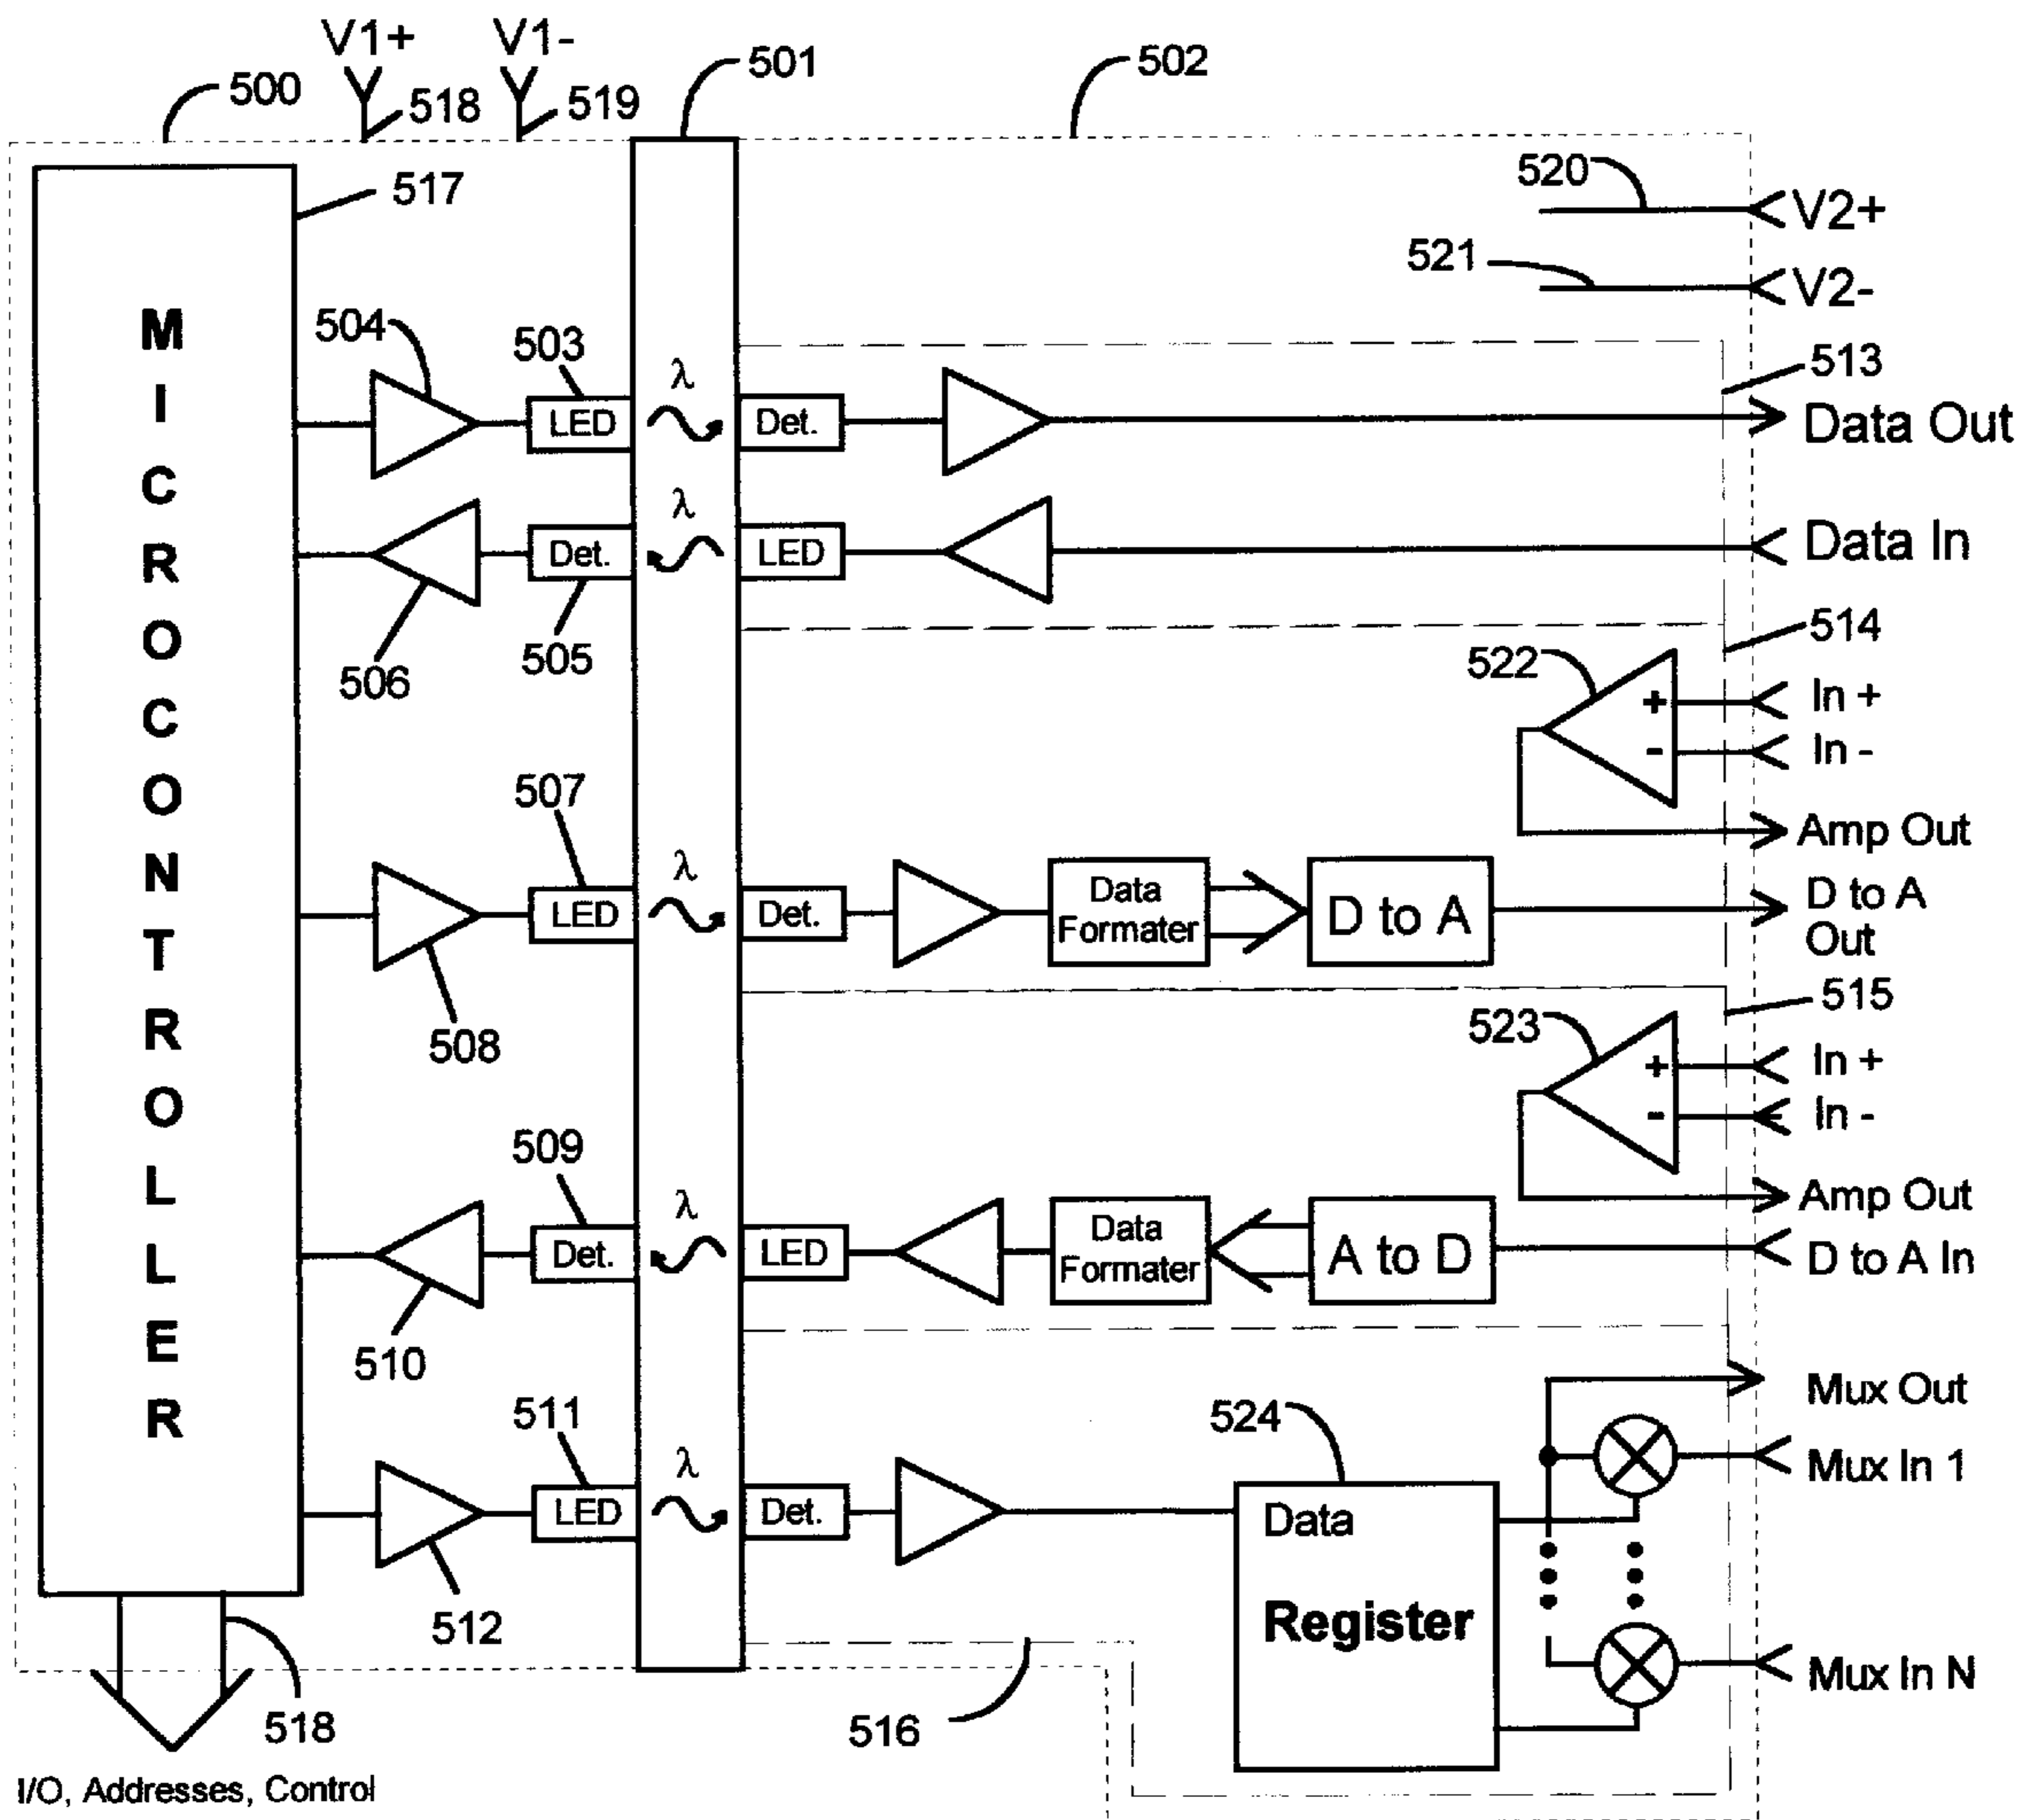 V1+
V1-
500
518
519
501
502
517
520
V2+
521
V2-
MICROCONTROLLER
504
503
λ
513
LED
Det.
Data Out
λ
Det.
LED
Data In
506
505
514
522
+
In +
-
In -
507
Amp Out
λ
LED
Det.
Data
Formater
D to A
D to A
Out
508
515
523
+
In +
-
In -
509
Amp Out
λ
Det.
LED
Data
Formater
A to D
D to A In
510
Mux Out
511
524
λ
Mux In 1
LED
Det.
Data
Register
512
Mux In N
518
516
I/O, Addresses, Control